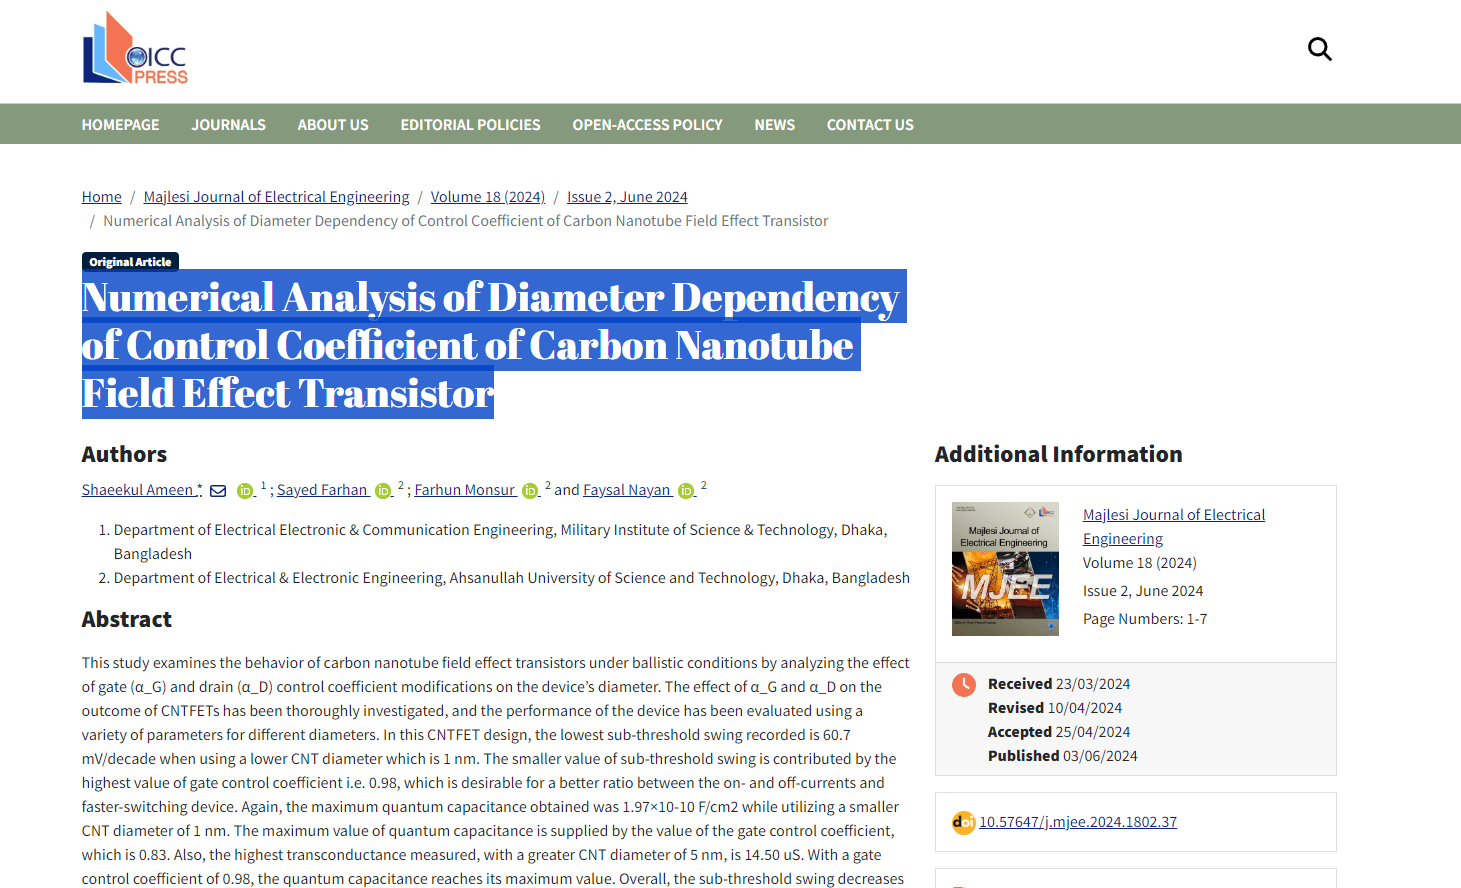 OICC
PRESS
HOMEPAGE JOURNALS ABOUT US EDITORIAL POLICIES OPEN-ACCESS POLICY NEWS CONTACT US
Home / Majlesi Journal of Electrical Engineering / Volume 18 (2024) / Issue 2, June 2024
/ Numerical Analysis of Diameter Dependency of Control Coefficient of Carbon Nanotube Field Effect Transistor
Original Article
Numerical Analysis of Diameter Dependency
of Control Coefficient of Carbon Nanotube
Field Effect Transistor
Authors
Shaeekul Ameen * iD 1 ; Sayed Farhan iD 2 ; Farhun Monsur iD 2 and Faysal Nayan iD 2
1. Department of Electrical Electronic & Communication Engineering, Military Institute of Science & Technology, Dhaka,
Bangladesh
2. Department of Electrical & Electronic Engineering, Ahsanullah University of Science and Technology, Dhaka, Bangladesh
Abstract
This study examines the behavior of carbon nanotube field effect transistors under ballistic conditions by analyzing the effect
of gate (α_G) and drain (α_D) control coefficient modifications on the device’s diameter. The effect of α_G and α_D on the
outcome of CNTFETs has been thoroughly investigated, and the performance of the device has been evaluated using a
variety of parameters for different diameters. In this CNTFET design, the lowest sub-threshold swing recorded is 60.7
mV/decade when using a lower CNT diameter which is 1 nm. The smaller value of sub-threshold swing is contributed by the
highest value of gate control coefficient i.e. 0.98, which is desirable for a better ratio between the on- and off-currents and
faster-switching device. Again, the maximum quantum capacitance obtained was 1.97×10-10 F/cm2 while utilizing a smaller
CNT diameter of 1 nm. The maximum value of quantum capacitance is supplied by the value of the gate control coefficient,
which is 0.83. Also, the highest transconductance measured, with a greater CNT diameter of 5 nm, is 14.50 uS. With a gate
control coefficient of 0.98, the quantum capacitance reaches its maximum value. Overall, the sub-threshold swing decreases
Additional Information
Majlesi Journal of
Electrical Engineering
MJEE
Majlesi Journal of Electrical
Engineering
Volume 18 (2024)
Issue 2, June 2024
Page Numbers: 1-7
Received 23/03/2024
Revised 10/04/2024
Accepted 25/04/2024
Published 03/06/2024
doi 10.57647/j.mjee.2024.1802.37